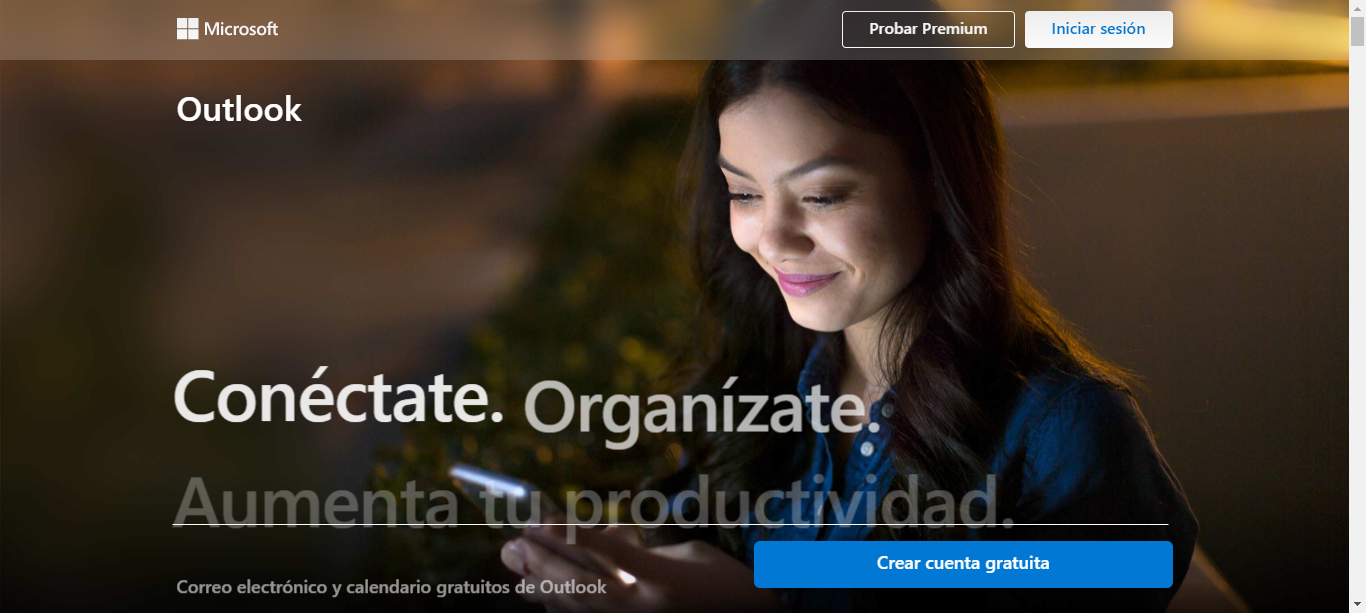 Microsoft
Probar Premium
Iniciar sesión
Outlook
Conéctate. Organízate.
Aumenta tu productividad.
Crear cuenta gratuita
Correo electrónico y calendario gratuitos de Outlook